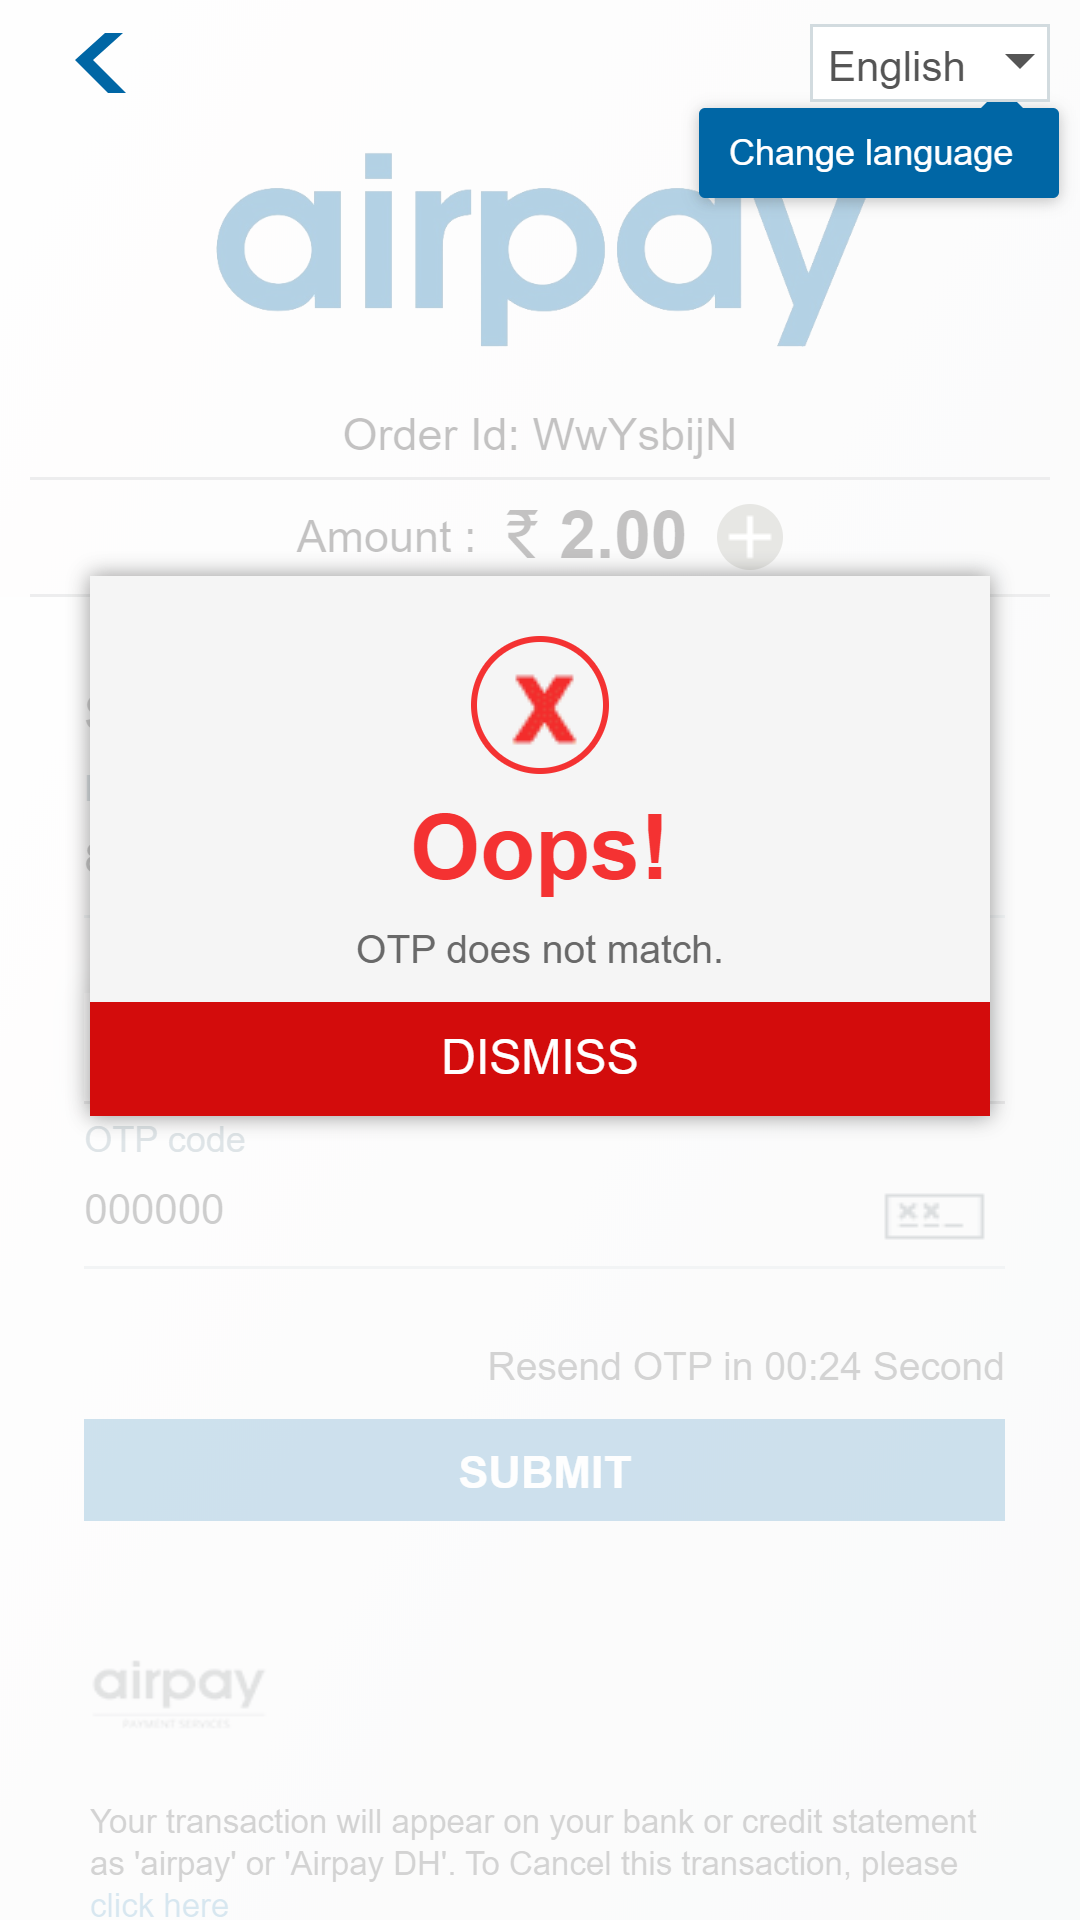 English
Change language
airpay
Order Id: WwYsbijN
Amount : ₹ 2.00
X
Oops!
OTP does not match.
DISMISS
OTP code
000000
Resend OTP in 00:24 Second
SUBMIT
airpay
PAYMENT SERVICES
Your transaction will appear on your bank or credit statement
as 'airpay' or 'Airpay DH'. To Cancel this transaction, please
click here